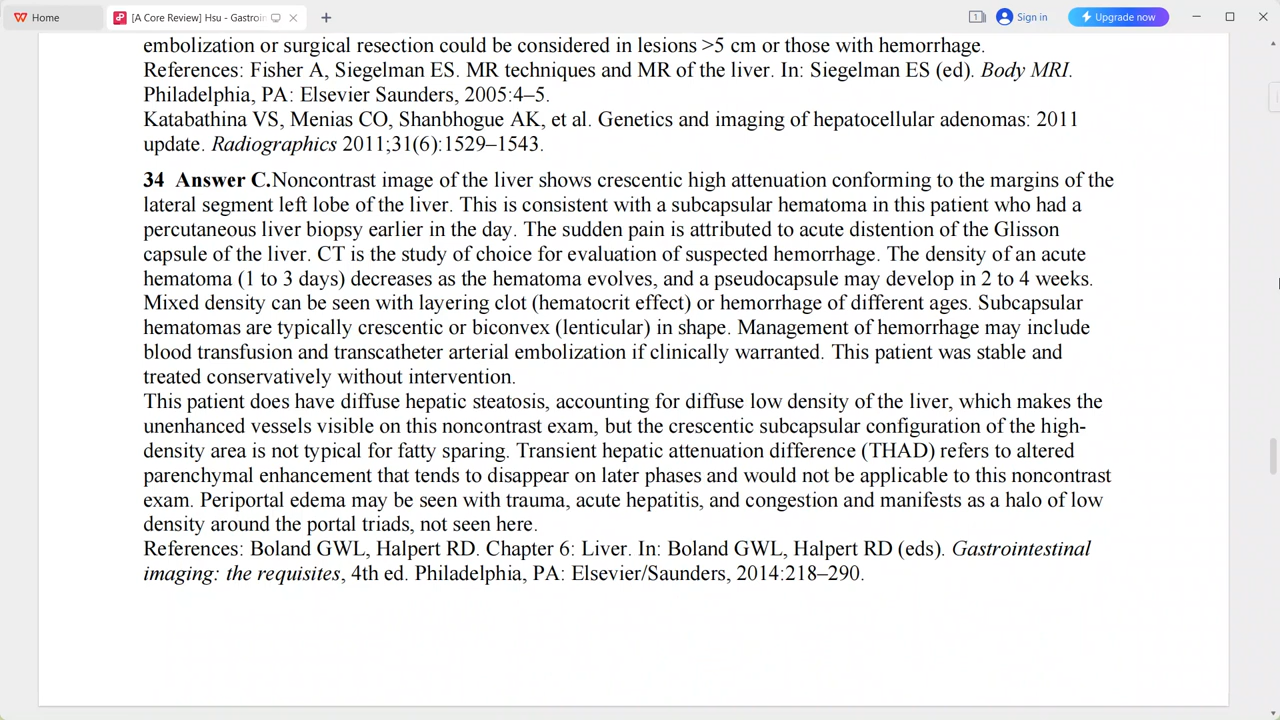 Home
[A Core Review] Hsu - Gastroin
Sign in
Upgrade now
embolization or surgical resection could be considered in lesions >5 cm or those with hemorrhage.
References: Fisher A, Siegelman ES. MR techniques and MR of the liver. In: Siegelman ES (ed). Body MRI.
Philadelphia, PA: Elsevier Saunders, 2005:4–5.
Katabathina VS, Menias CO, Shanbhogue AK, et al. Genetics and imaging of hepatocellular adenomas: 2011
update. Radiographics 2011;31(6):1529–1543.
34 Answer C.Noncontrast image of the liver shows crescentic high attenuation conforming to the margins of the
lateral segment left lobe of the liver. This is consistent with a subcapsular hematoma in this patient who had a
percutaneous liver biopsy earlier in the day. The sudden pain is attributed to acute distention of the Glisson
capsule of the liver. CT is the study of choice for evaluation of suspected hemorrhage. The density of an acute
hematoma (1 to 3 days) decreases as the hematoma evolves, and a pseudocapsule may develop in 2 to 4 weeks.
Mixed density can be seen with layering clot (hematocrit effect) or hemorrhage of different ages. Subcapsular
hematomas are typically crescentic or biconvex (lenticular) in shape. Management of hemorrhage may include
blood transfusion and transcatheter arterial embolization if clinically warranted. This patient was stable and
treated conservatively without intervention.
This patient does have diffuse hepatic steatosis, accounting for diffuse low density of the liver, which makes the
unenhanced vessels visible on this noncontrast exam, but the crescentic subcapsular configuration of the high-
density area is not typical for fatty sparing. Transient hepatic attenuation difference (THAD) refers to altered
parenchymal enhancement that tends to disappear on later phases and would not be applicable to this noncontrast
exam. Periportal edema may be seen with trauma, acute hepatitis, and congestion and manifests as a halo of low
density around the portal triads, not seen here.
References: Boland GWL, Halpert RD. Chapter 6: Liver. In: Boland GWL, Halpert RD (eds). Gastrointestinal
imaging: the requisites, 4th ed. Philadelphia, PA: Elsevier/Saunders, 2014:218–290.